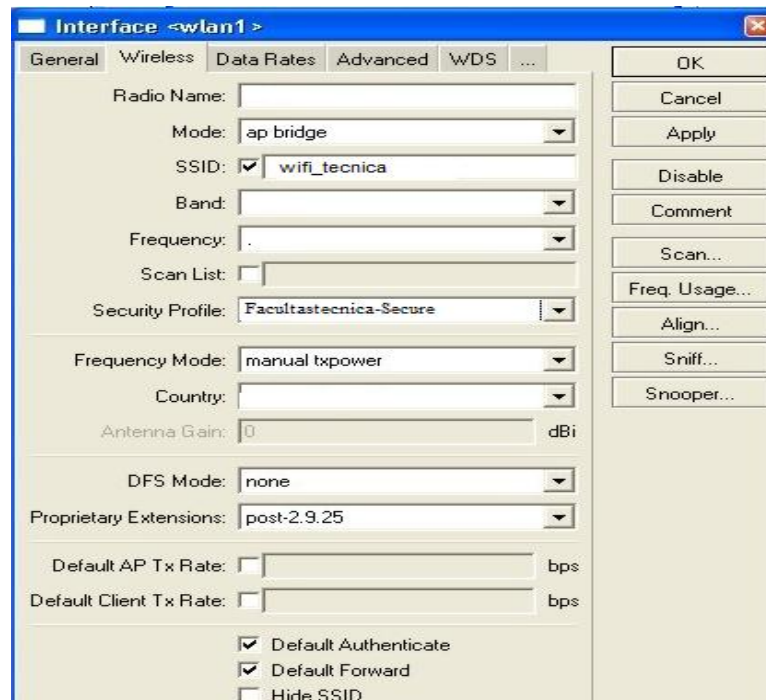 Interface <wlan1>
General Wireless Data Rates Advanced WDS ...
Radio Name:
Mode: ap bridge
SSID: wifi_tecnica
Band:
Frequency: .
Scan List:
Security Profile: Facultastecnica-Secure
Frequency Mode: manual txpower
Country:
Antenna Gain: 0 dBi
DFS Mode: none
Proprietary Extensions: post-2.9.25
Default AP Tx Rate: bps
Default Client Tx Rate: bps
Default Authenticate
Default Forward
Hide SSID
OK
Cancel
Apply
Disable
Comment
Scan...
Freq. Usage...
Align...
Sniff...
Snooper...